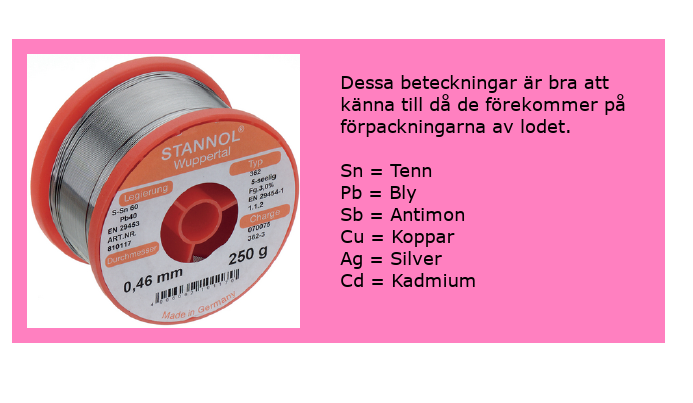 STANNOL®
Wuppertal
Legierung
S-Sn 60
Pb40
EN 29453
ART.NR.
810117
Durchmesser
0,46 mm
Typ
362
5-seelig
Fg.3,0%
EN 29454-1
1.1.2
Charge
070075
362-3
250 g
Made in Germany
Dessa beteckningar är bra att
känna till då de förekommer på
förpackningarna av lodet.
Sn = Tenn
Pb = Bly
Sb = Antimon
Cu = Koppar
Ag = Silver
Cd = Kadmium